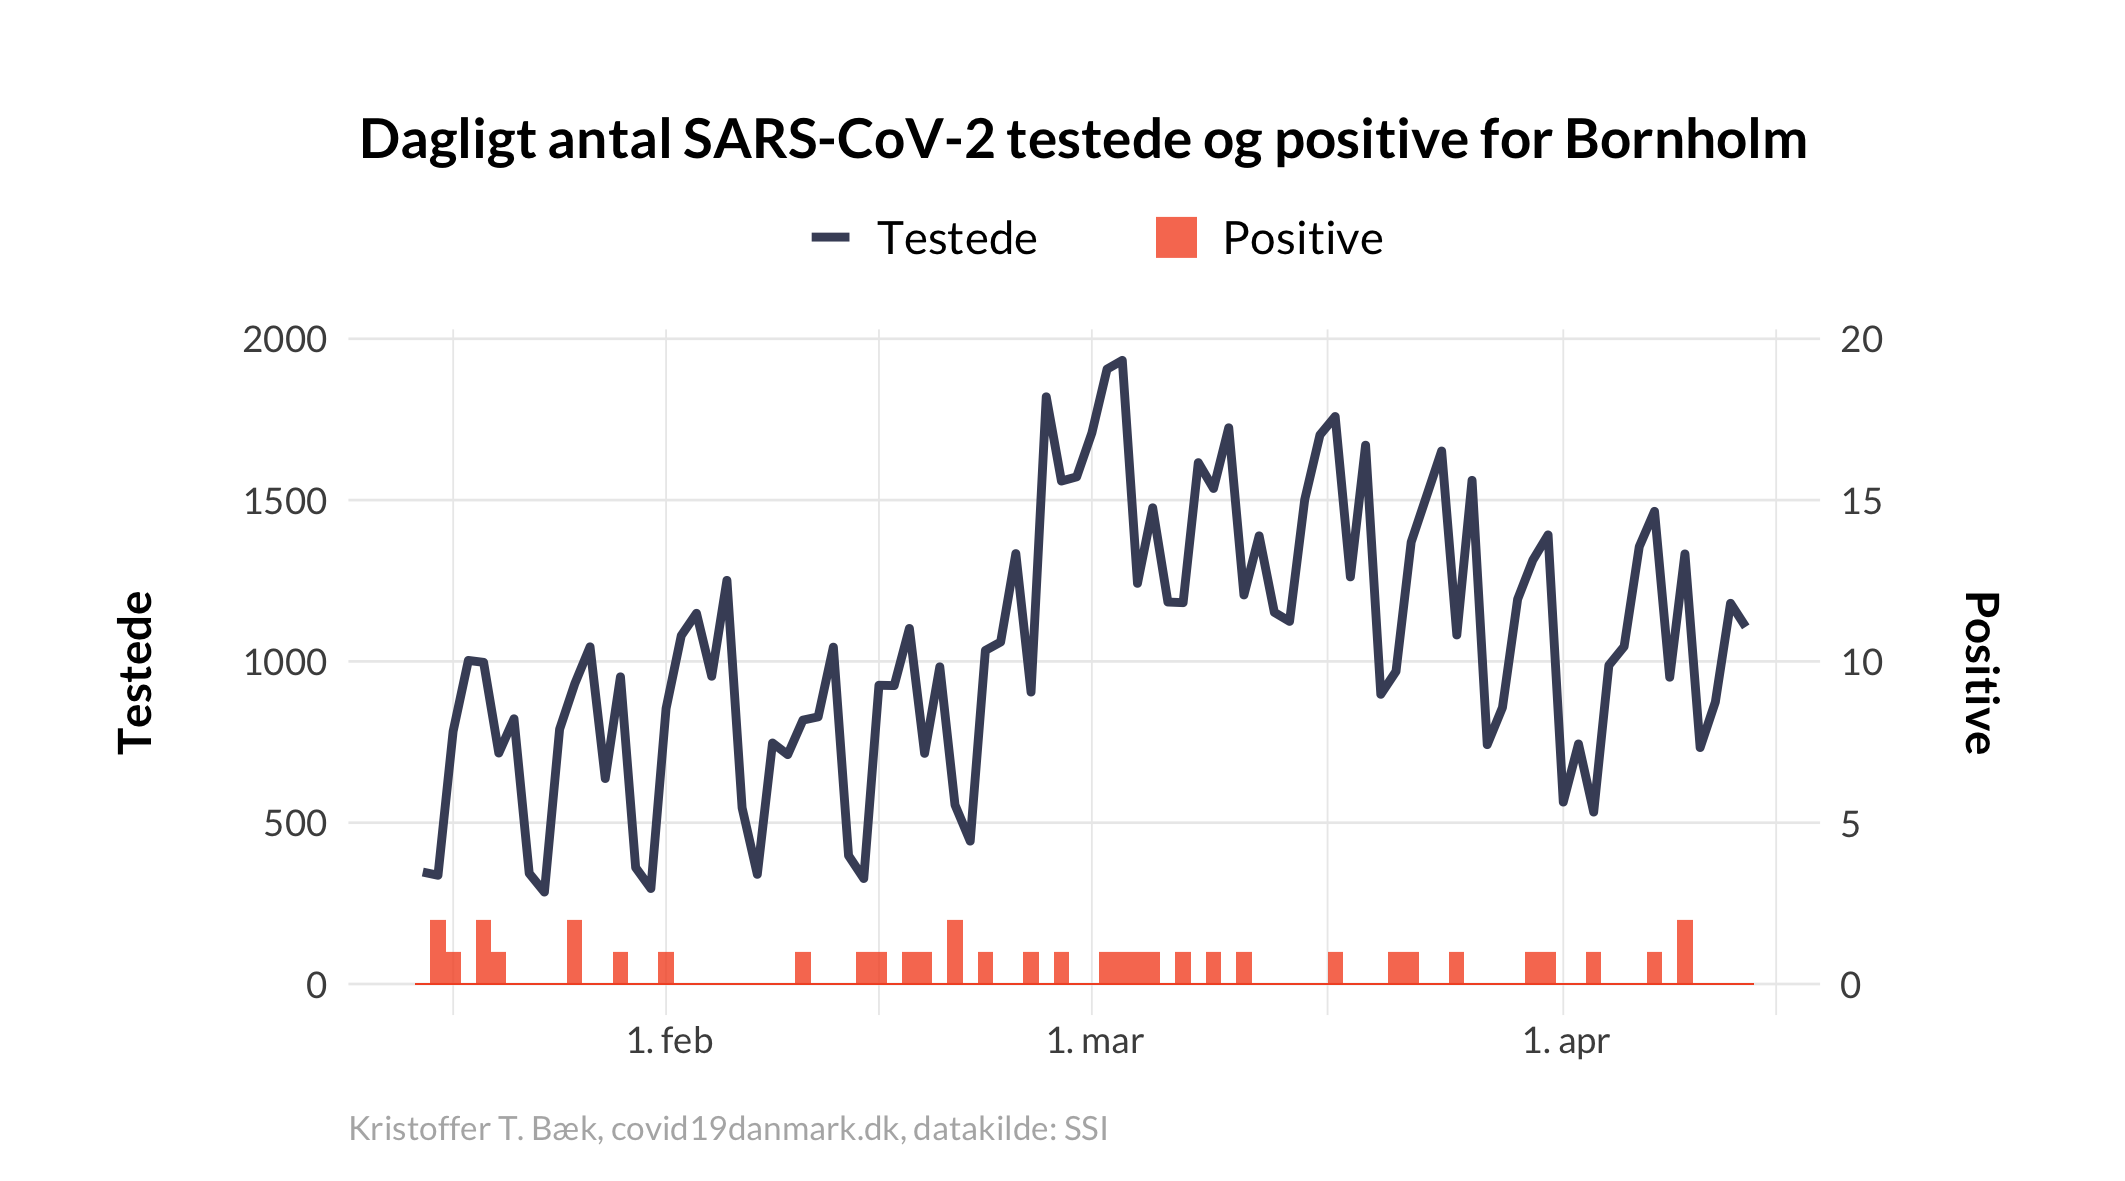 Dagligt antal SARS-CoV-2 testede og positive for Bornholm
Testede
Positive
2000
1500
1000
500
0
Testede
20
15
10
5
0
Positive
1. feb
1. mar
1. apr
Kristoffer T. Bæk, covid19danmark.dk, datakilde: SSI